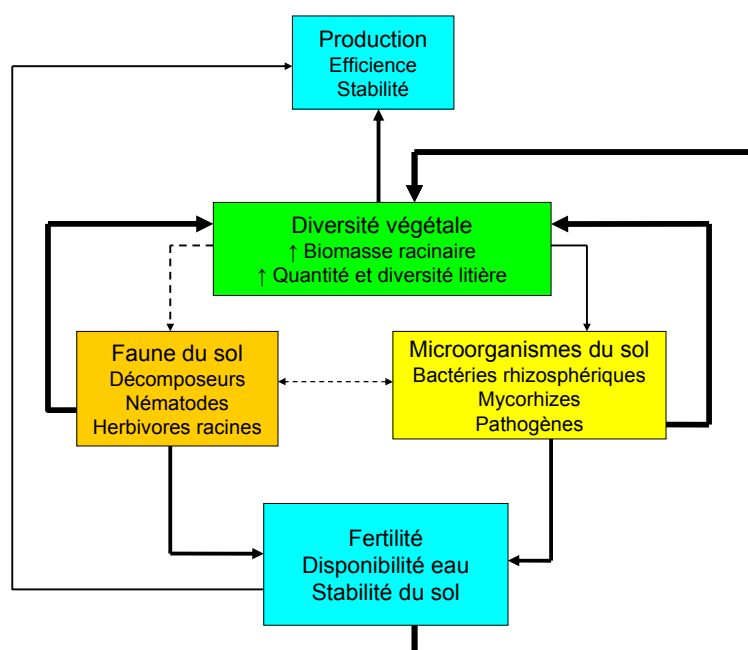 Production
Efficience
Stabilité
Diversité végétale
↑ Biomasse racinaire
↑ Quantité et diversité litière
Faune du sol
Décomposeurs
Nématodes
Herbivores racines
Microorganismes du sol
Bactéries rhizosphériques
Mycorhizes
Pathogènes
Fertilité
Disponibilité eau
Stabilité du sol